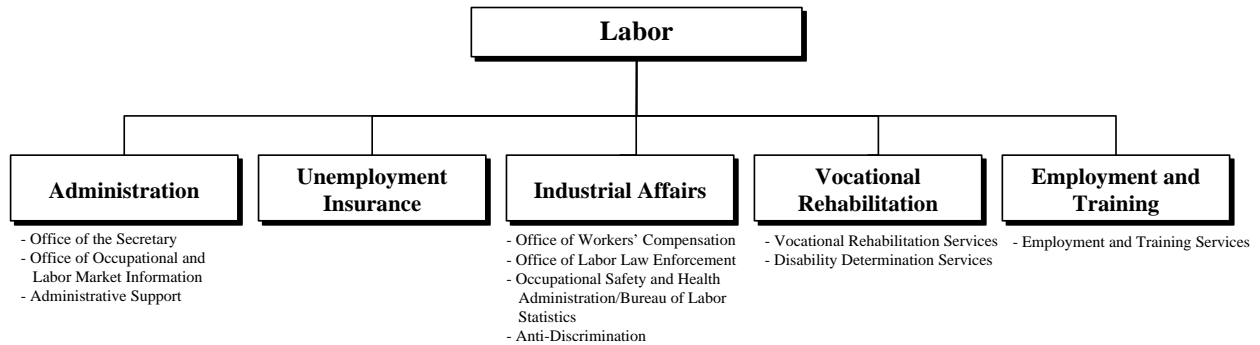 Labor
Administration
- Office of the Secretary
- Office of Occupational and
Labor Market Information
- Administrative Support
Unemployment
Insurance
Industrial Affairs
- Office of Workers’ Compensation
- Office of Labor Law Enforcement
- Occupational Safety and Health
Administration/Bureau of Labor
Statistics
- Anti-Discrimination
Vocational
Rehabilitation
- Vocational Rehabilitation Services
- Disability Determination Services
Employment and
Training
- Employment and Training Services